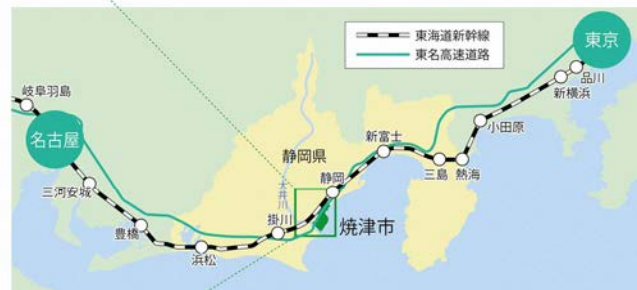 東海道新幹線
東名高速道路
東京
品川
新横浜
小田原
熱海
三島
新富士
静岡県
静岡
大井川
焼津市
掛川
浜松
豊橋
三河安城
名古屋
岐阜羽島